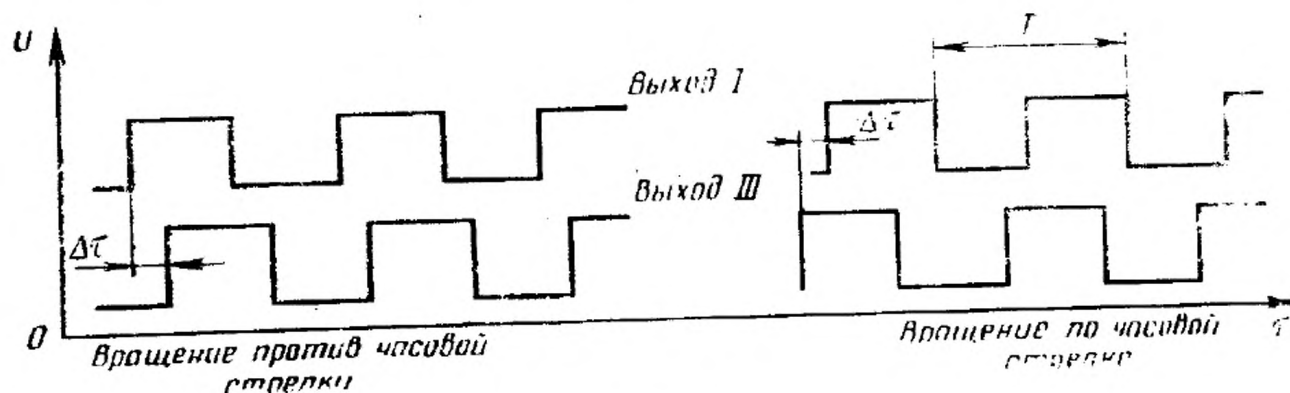 U
T
Выход I
Δτ
Выход III
Δτ
0
τ
Вращение против часовой
стрелки
Вращение по часовой
стрелке